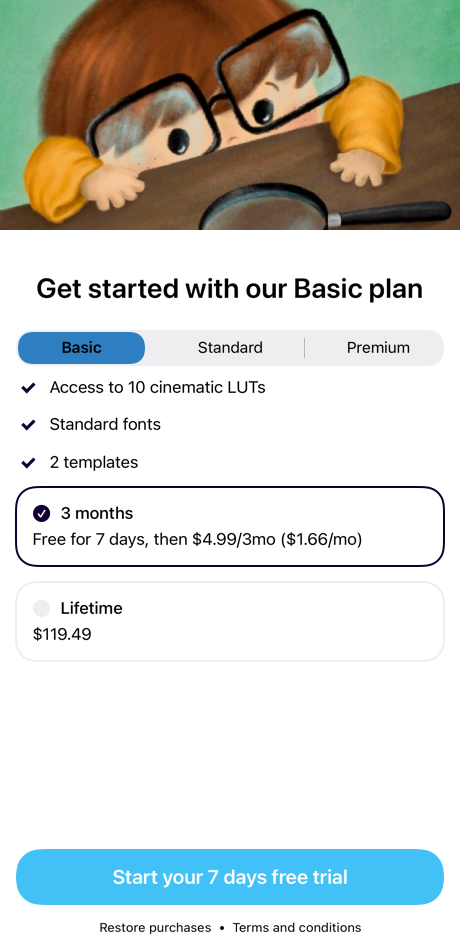 Get started with our Basic plan
Basic
Standard
Premium
Access to 10 cinematic LUTs
Standard fonts
2 templates
3 months
Free for 7 days, then $4.99/3mo ($1.66/mo)
Lifetime
$119.49
Start your 7 days free trial
Restore purchases • Terms and conditions